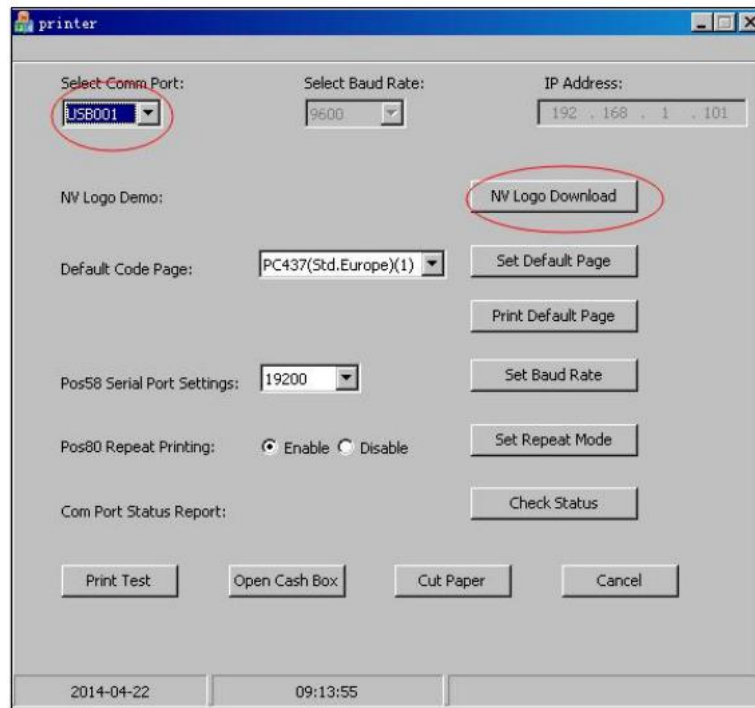 printer
Select Comm Port: Select Baud Rate: IP Address:
USB001 9600 192 . 168 . 1 . 101
NV Logo Demo: NV Logo Download
Default Code Page: PC437(Std.Europe)(1) Set Default Page
Print Default Page
Pos58 Serial Port Settings: 19200 Set Baud Rate
Pos80 Repeat Printing: Enable Disable Set Repeat Mode
Com Port Status Report: Check Status
Print Test Open Cash Box Cut Paper Cancel
2014-04-22 09:13:55